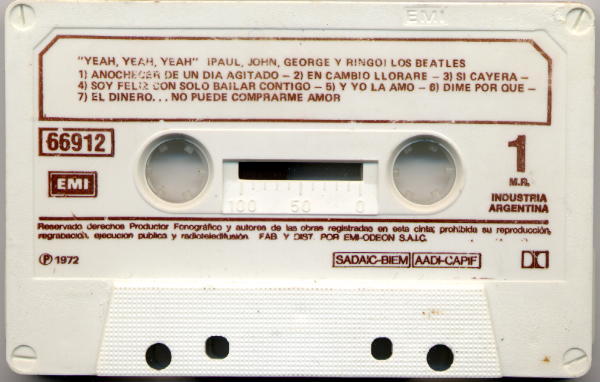 EMI
"YEAH, YEAH, YEAH" ¡PAUL, JOHN, GEORGE Y RINGO! LOS BEATLES
1) ANOCHECER DE UN DIA AGITADO – 2) EN CAMBIO LLORARE – 3) SI CAYERA –
4) SOY FELIZ CON SOLO BAILAR CONTIGO – 5) Y YO LA AMO – 6) DIME POR QUE –
7) EL DINERO... NO PUEDE COMPRARME AMOR
66912
EMI
100 50 0
1
M.R.
INDUSTRIA
ARGENTINA
Reservado derechos Productor Fonográfico y autores de las obras registradas en esta cinta; prohibida su reproducción,
regrabación, ejecución pública y radioteledifusión. FAB. Y DIST. POR EMI-ODEON S.A.I.C.
Ⓟ 1972
SADAIC-BIEM AADI-CAPIF